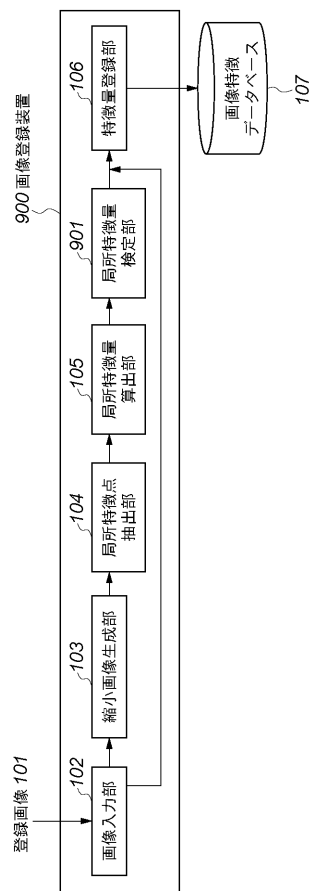 900 画像登録装置
登録画像 101
102
画像入力部
103
縮小画像生成部
104
局所特徴点
抽出部
105
局所特徴量
算出部
901
局所特徴量
検定部
106
特徴量登録部
画像特徴
データベース
107